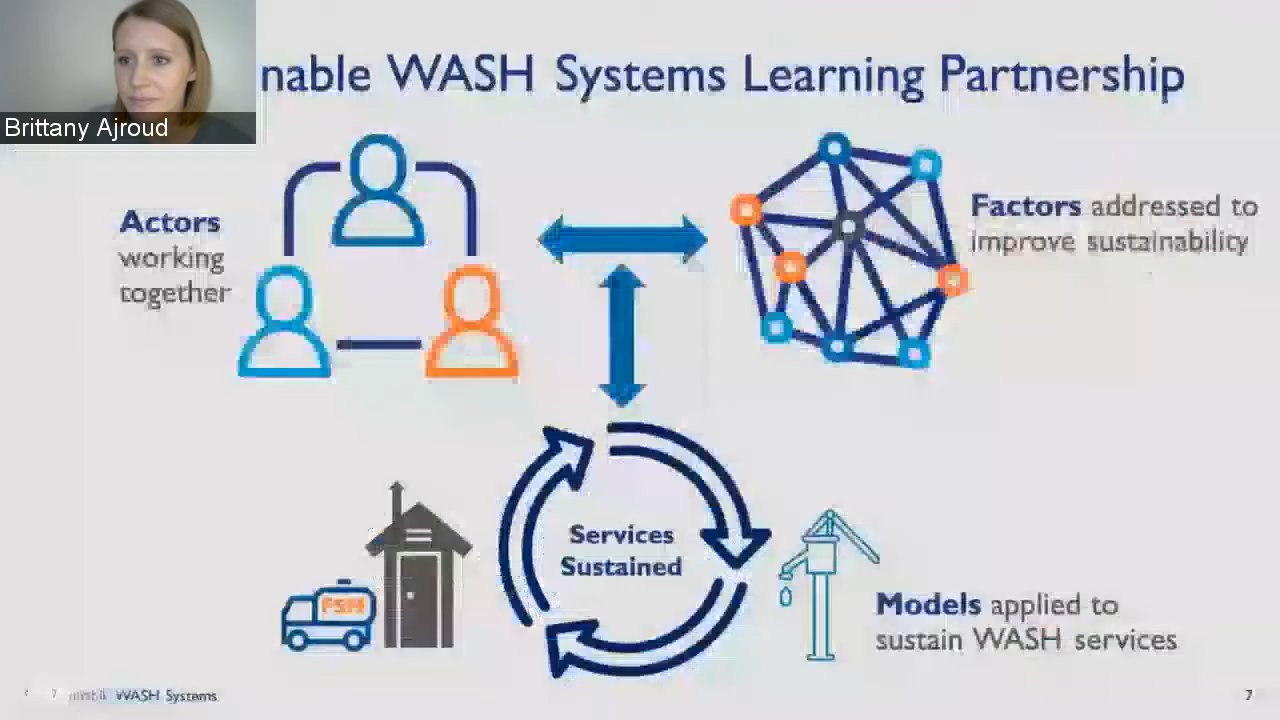 nable WASH Systems Learning Partnership
Brittany Ajroud
Actors
working
together
Factors addressed to
improve sustainability
Services
Sustained
FSM
Models applied to
sustain WASH services
7
WASH Systems
7